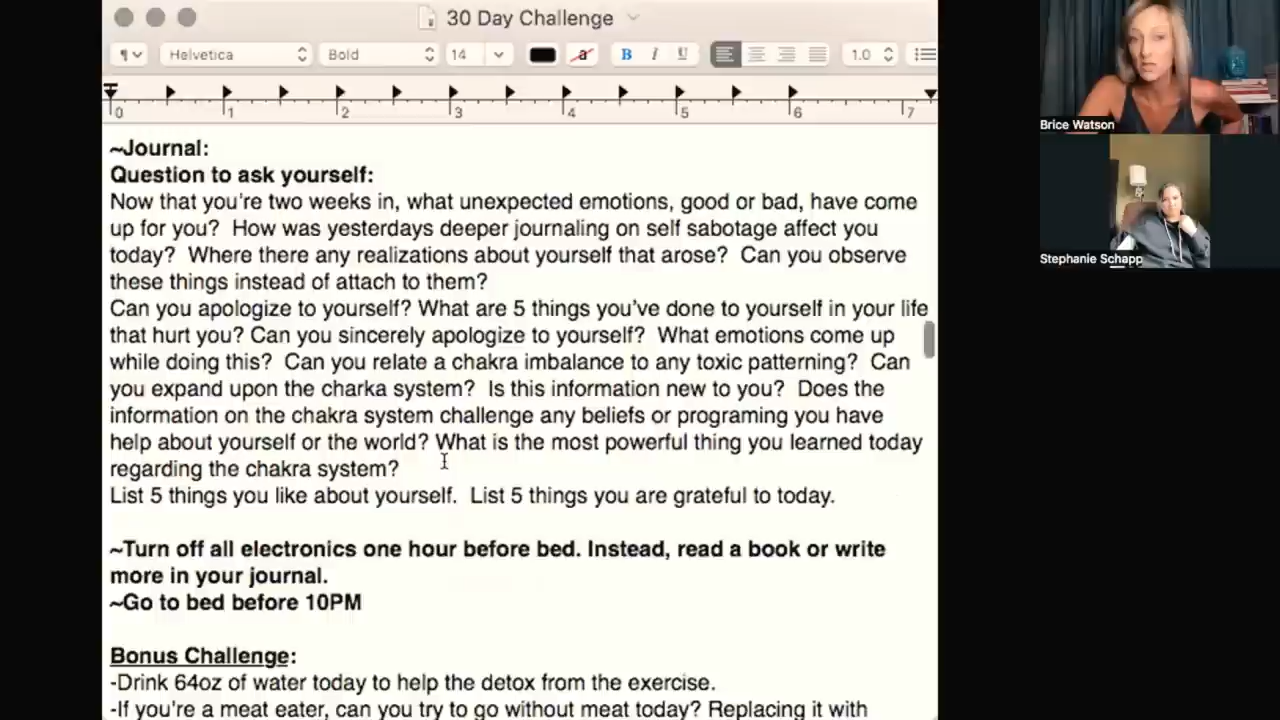 30 Day Challenge
Helvetica
Bold
14
a
B
I
U
1.0
0
1
2
3
4
5
6
7
~Journal:
Question to ask yourself:
Now that you're two weeks in, what unexpected emotions, good or bad, have come
up for you?  How was yesterdays deeper journaling on self sabotage affect you
today?  Where there any realizations about yourself that arose?  Can you observe
these things instead of attach to them?
Can you apologize to yourself? What are 5 things you've done to yourself in your life
that hurt you? Can you sincerely apologize to yourself?  What emotions come up
while doing this?  Can you relate a chakra imbalance to any toxic patterning?  Can
you expand upon the charka system?  Is this information new to you?  Does the
information on the chakra system challenge any beliefs or programing you have
help about yourself or the world? What is the most powerful thing you learned today
regarding the chakra system?
List 5 things you like about yourself.  List 5 things you are grateful to today.
~Turn off all electronics one hour before bed. Instead, read a book or write
more in your journal.
~Go to bed before 10PM
Bonus Challenge:
-Drink 64oz of water today to help the detox from the exercise.
-If you're a meat eater, can you try to go without meat today? Replacing it with
Brice Watson
Stephanie Schapp